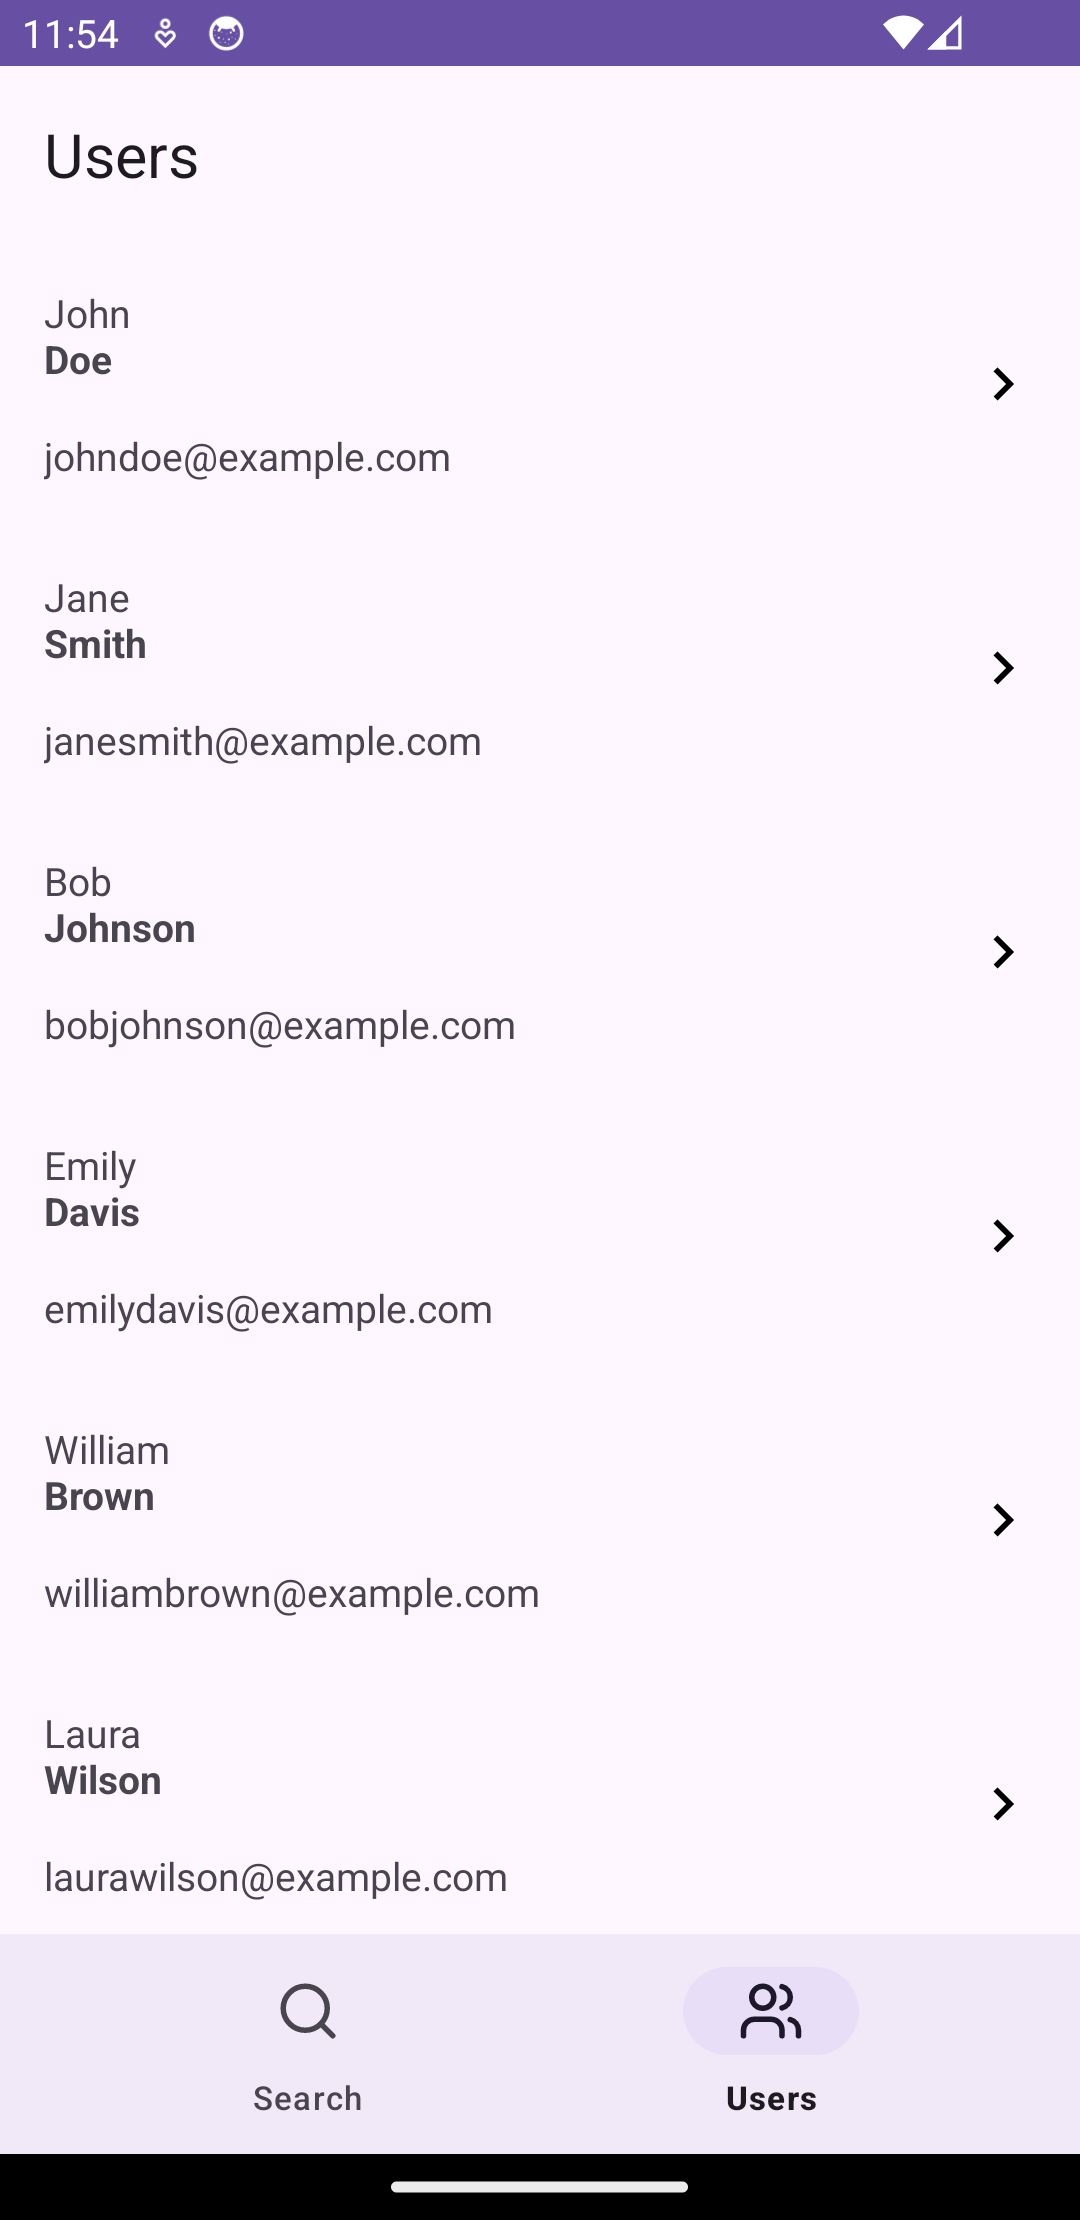 11:54
Users
John
Doe
johndoe@example.com
Jane
Smith
janesmith@example.com
Bob
Johnson
bobjohnson@example.com
Emily
Davis
emilydavis@example.com
William
Brown
williambrown@example.com
Laura
Wilson
laurawilson@example.com
Search
Users